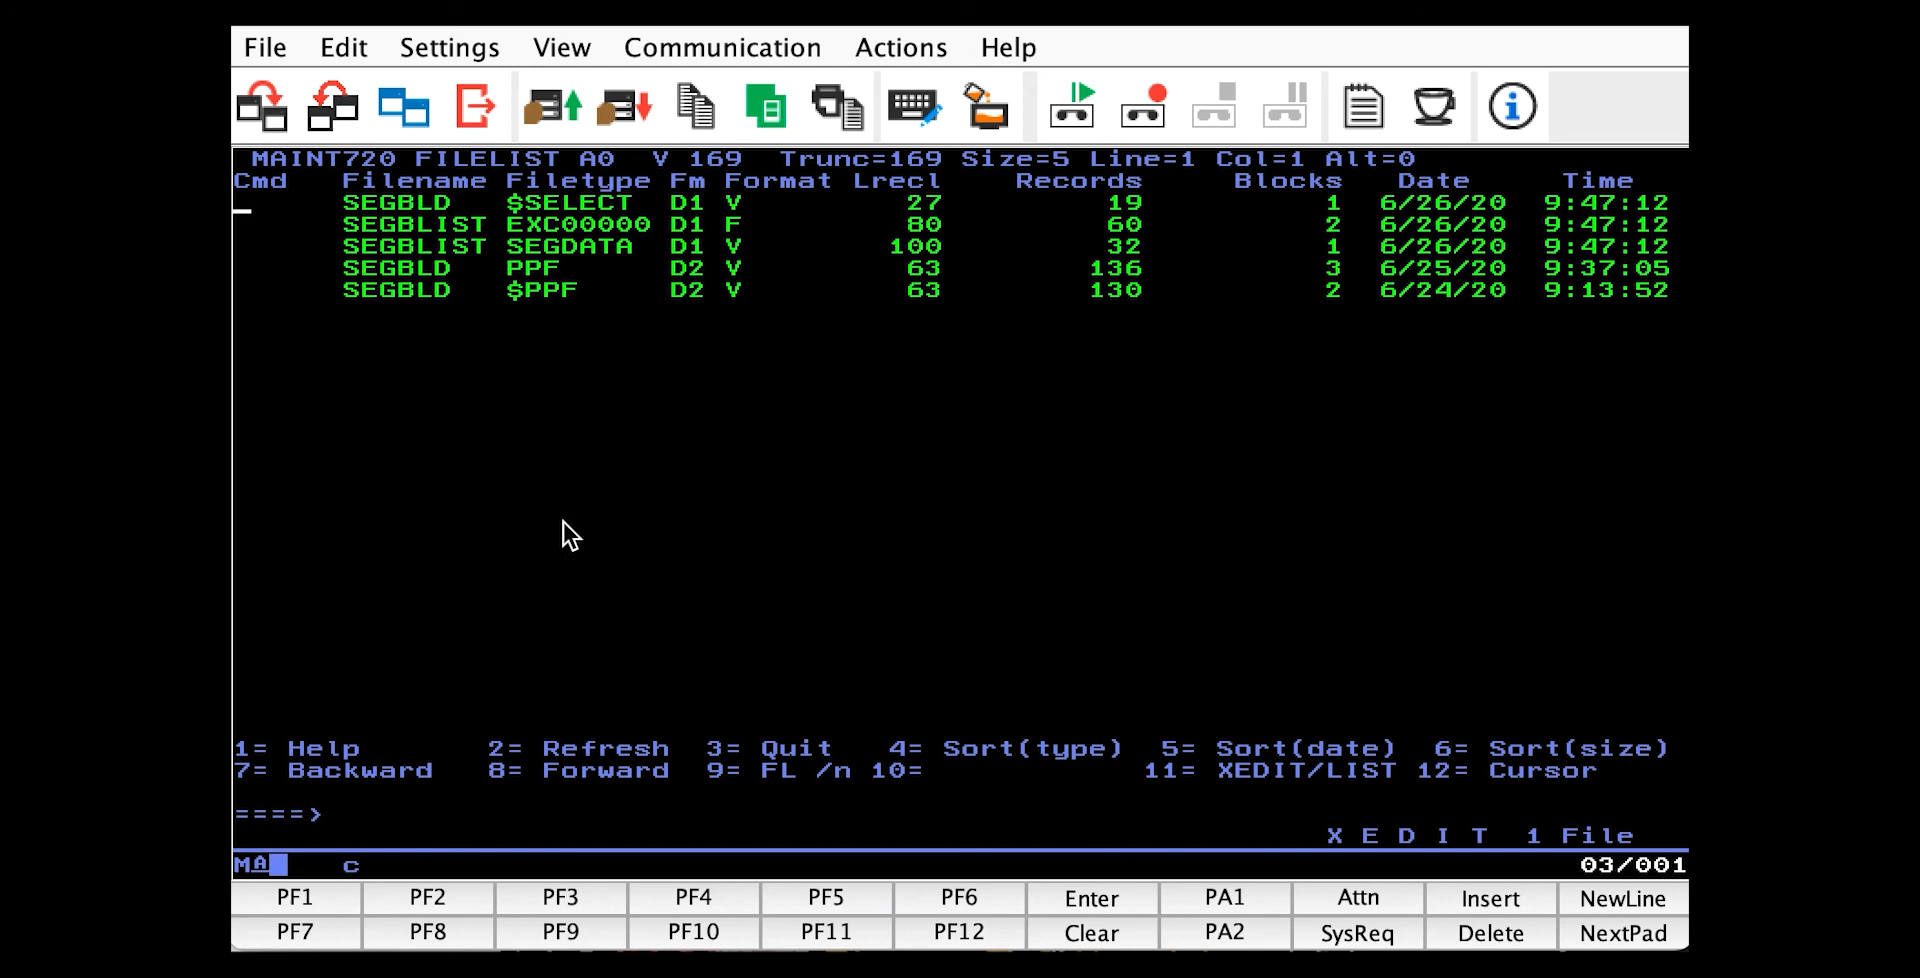 File Edit Settings View Communication Actions Help
MAINT720 FILELIST A0 V 169 Trunc=169 Size=5 Line=1 Col=1 Alt=0
Cmd Filename Filetype Fm Format Lrecl Records Blocks Date Time
SEGBLD $SELECT D1 V 27 19 1 6/26/20 9:47:12
SEGBLIST EXC00000 D1 F 80 60 2 6/26/20 9:47:12
SEGBLIST SEGDATA D1 V 100 32 1 6/26/20 9:47:12
SEGBLD PPF D2 V 63 136 3 6/25/20 9:37:05
SEGBLD $PPF D2 V 63 130 2 6/24/20 9:13:52
1= Help 2= Refresh 3= Quit 4= Sort(type) 5= Sort(date) 6= Sort(size)
7= Backward 8= Forward 9= FL /n 10= 11= XEDIT/LIST 12= Cursor
====>
X E D I T 1 File
MA c 03/001
PF1 PF2 PF3 PF4 PF5 PF6 Enter PA1 Attn Insert NewLine
PF7 PF8 PF9 PF10 PF11 PF12 Clear PA2 SysReq Delete NextPad